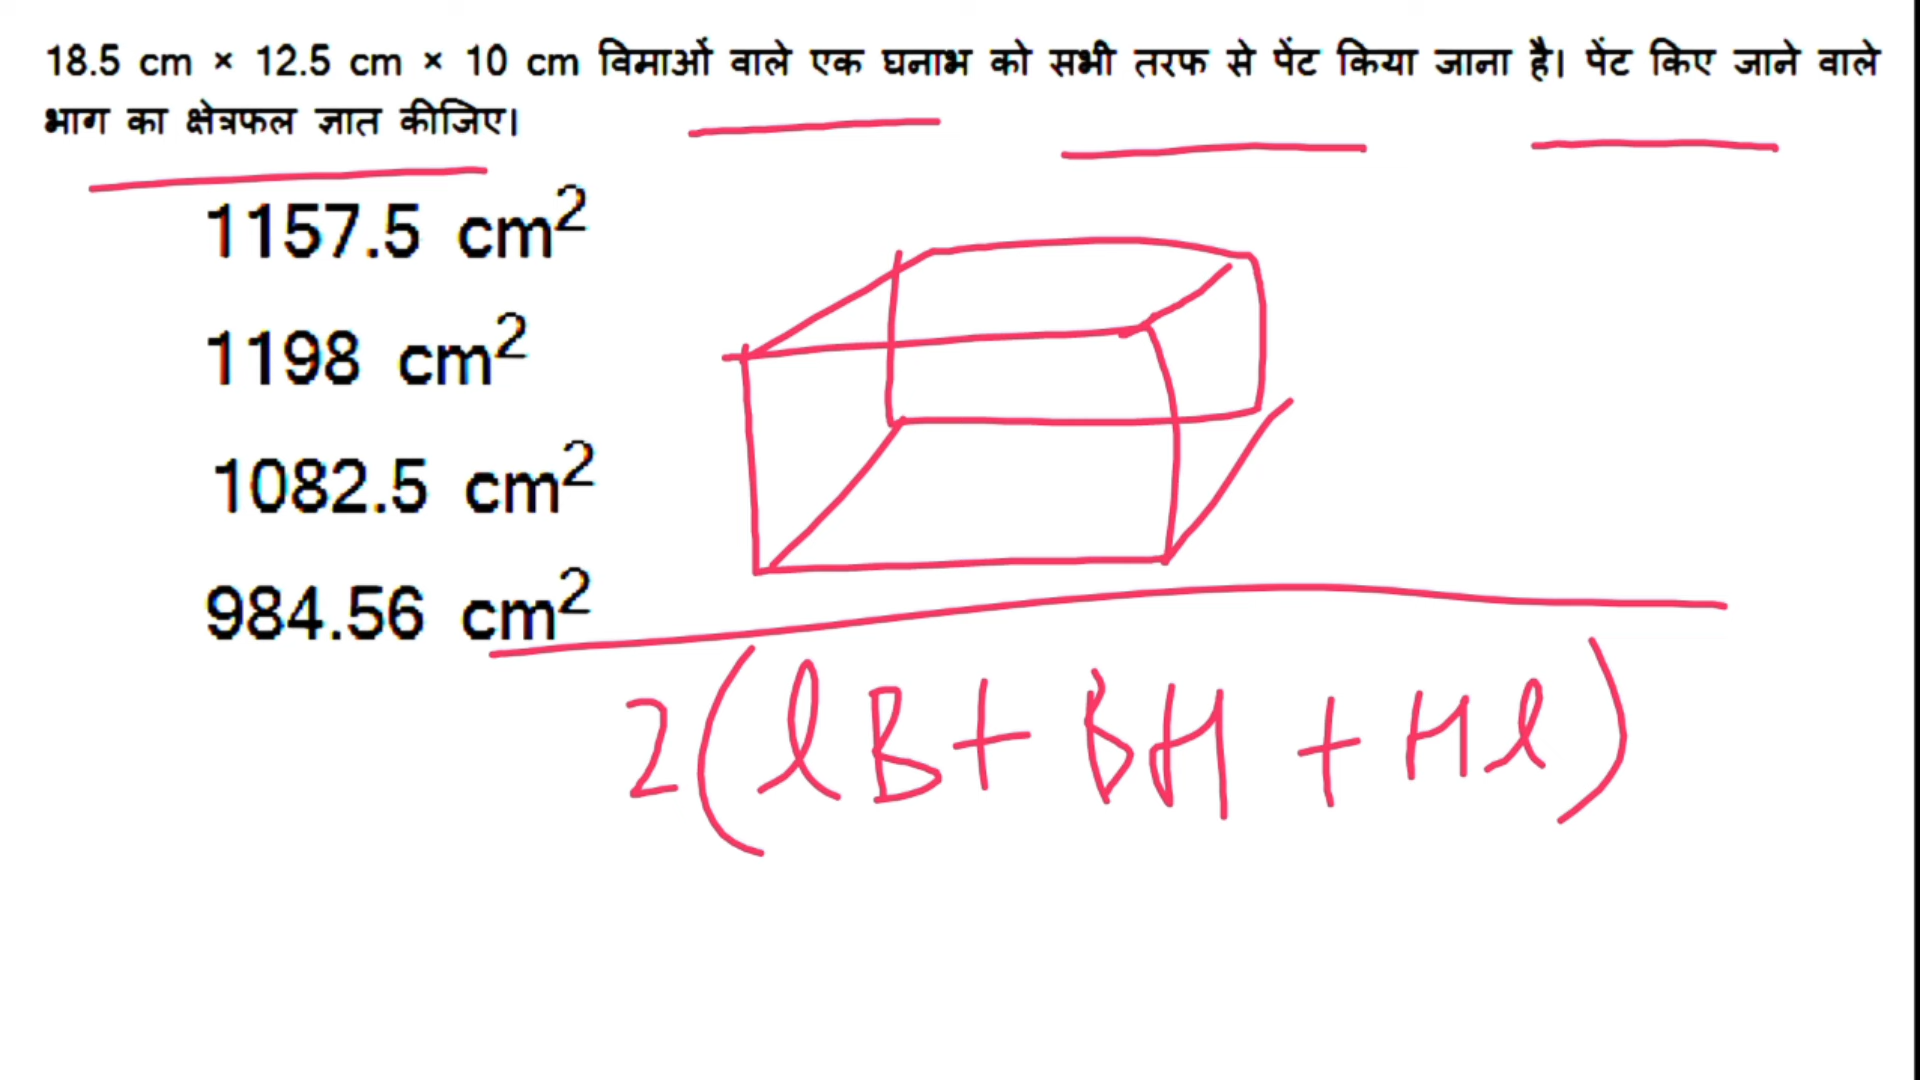 18.5 cm × 12.5 cm × 10 cm विमाओं वाले एक घनाभ को सभी तरफ से पेंट किया जाना है। पेंट किए जाने वाले
भाग का क्षेत्रफल ज्ञात कीजिए।
1157.5 cm²
1198 cm²
1082.5 cm²
984.56 cm²
2(lB+BH+Hl)